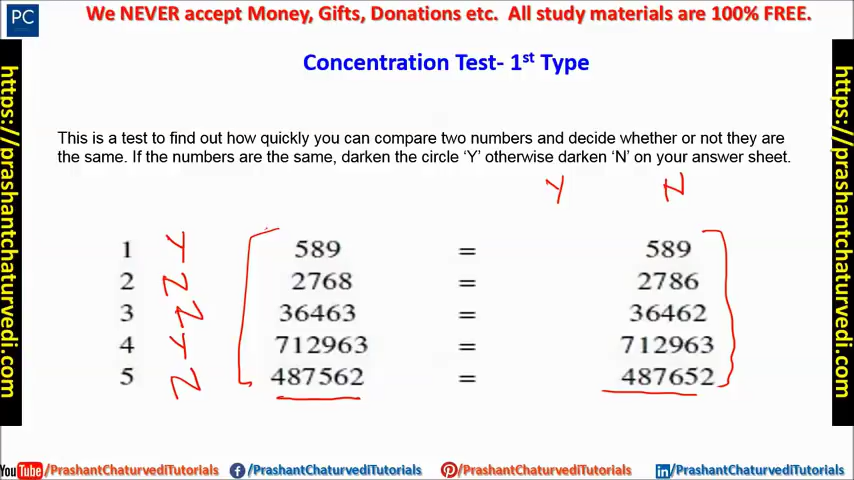 PC
We NEVER accept Money, Gifts, Donations etc. All study materials are 100% FREE.
Concentration Test- 1st Type
https://prashantchaturvedi.com
https://prashantchaturvedi.com
This is a test to find out how quickly you can compare two numbers and decide whether or not they are
the same. If the numbers are the same, darken the circle ‘Y’ otherwise darken ‘N’ on your answer sheet.
Y N
1 Y 589 = 589
2 N 2768 = 2786
3 N 36463 = 36462
4 Y 712963 = 712963
5 N 487562 = 487652
YouTube /PrashantChaturvediTutorials f /PrashantChaturvediTutorials /PrashantChaturvediTutorials in /PrashantChaturvediTutorials